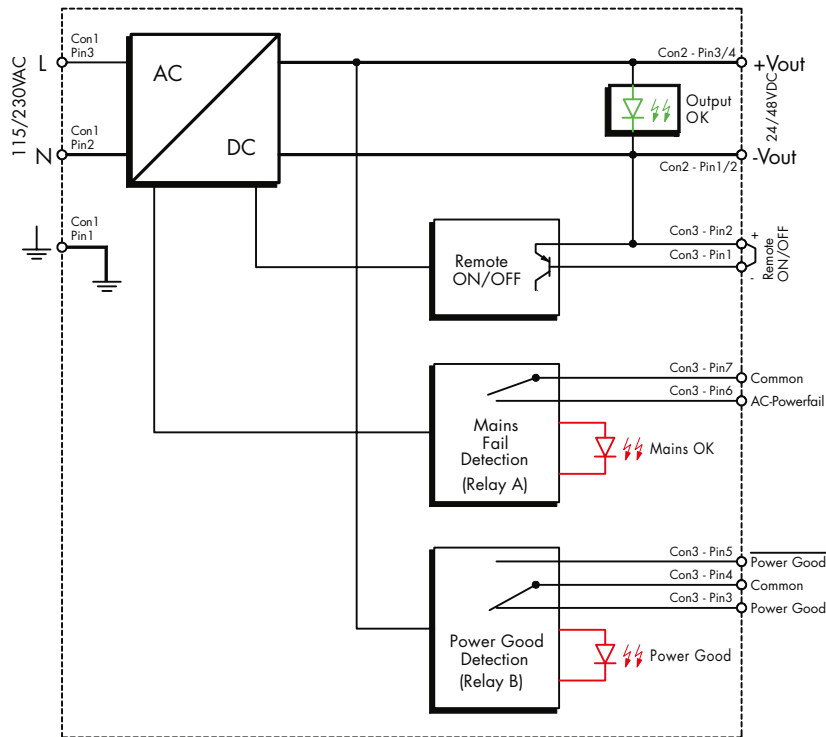 115/230VAC
L
Con1
Pin3
N
Con1
Pin2
Con1
Pin1
AC
DC
Con2 - Pin3/4
+Vout
Output
OK
24/48VDC
-Vout
Con2 - Pin1/2
Remote
ON/OFF
Con3 - Pin2
+
Con3 - Pin1
-
Remote
ON/OFF
Con3 - Pin7
Common
Con3 - Pin6
AC-Powerfail
Mains
Fail
Detection
(Relay A)
Mains OK
Con3 - Pin5
Power Good
Con3 - Pin4
Common
Con3 - Pin3
Power Good
Power Good
Detection
(Relay B)
Power Good